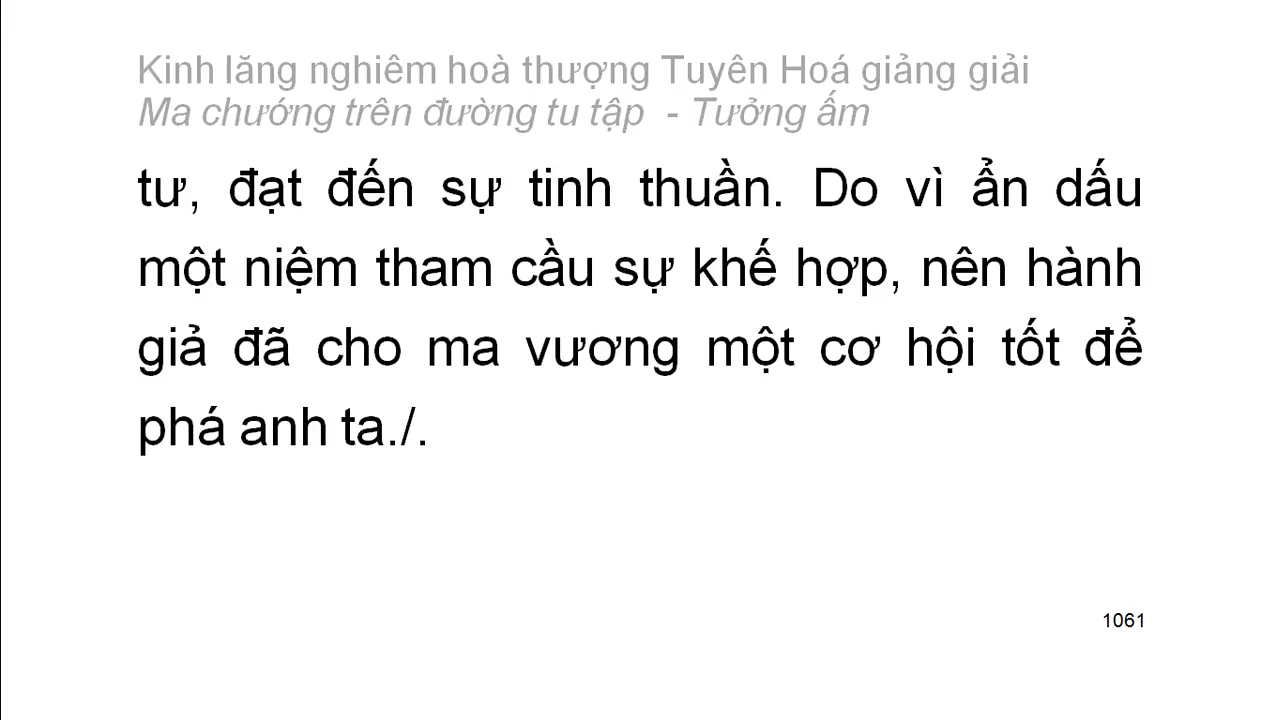 Kinh lăng nghiêm hoà thượng Tuyên Hoá giảng giải
Ma chướng trên đường tu tập - Tưởng ấm
tư, đạt đến sự tinh thuần. Do vì ẩn dấu
một niệm tham cầu sự khế hợp, nên hành
giả đã cho ma vương một cơ hội tốt để
phá anh ta./.
1061